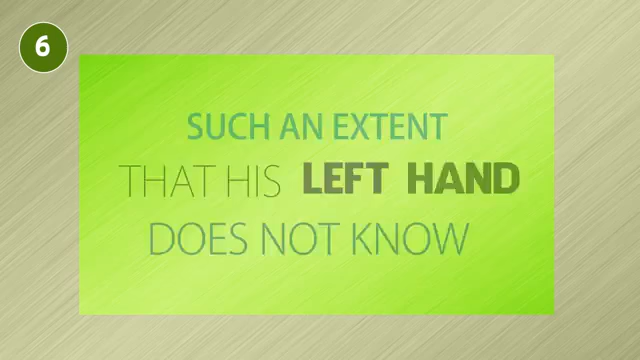 6
SUCH AN EXTENT
THAT HIS LEFT HAND
DOES NOT KNOW